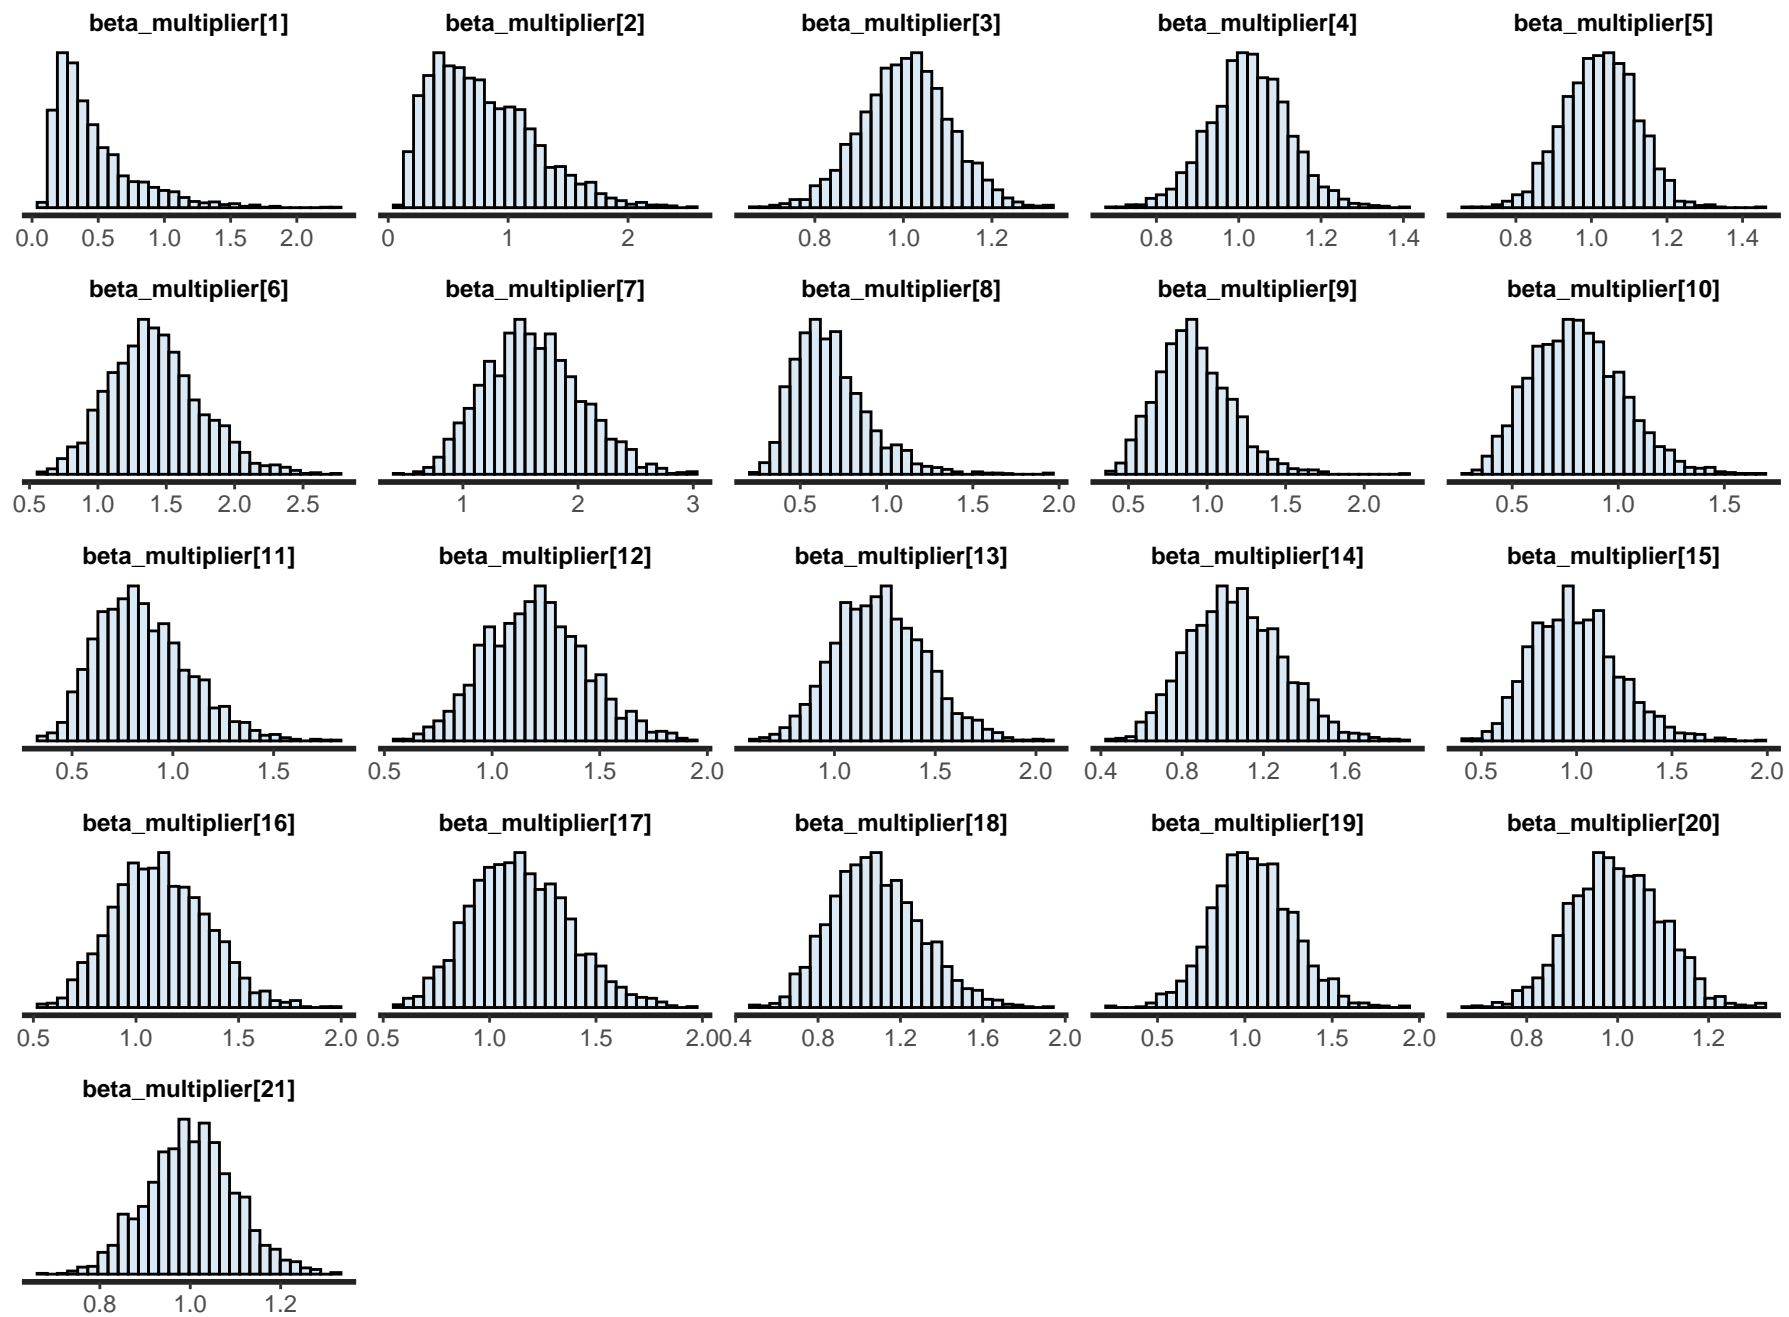 beta_multiplier[1] beta_multiplier[2] beta_multiplier[3] beta_multiplier[4] beta_multiplier[5]
0.0 0.5 1.0 1.5 2.0 0 1 2 0.8 1.0 1.2 0.8 1.0 1.2 1.4 0.8 1.0 1.2 1.4
beta_multiplier[6] beta_multiplier[7] beta_multiplier[8] beta_multiplier[9] beta_multiplier[10]
0.5 1.0 1.5 2.0 2.5 1 2 3 0.5 1.0 1.5 2.0 0.5 1.0 1.5 2.0 0.5 1.0 1.5
beta_multiplier[11] beta_multiplier[12] beta_multiplier[13] beta_multiplier[14] beta_multiplier[15]
0.5 1.0 1.5 0.5 1.0 1.5 2.0 1.0 1.5 2.0 0.4 0.8 1.2 1.6 0.5 1.0 1.5 2.0
beta_multiplier[16] beta_multiplier[17] beta_multiplier[18] beta_multiplier[19] beta_multiplier[20]
0.5 1.0 1.5 2.0 0.5 1.0 1.5 2.0 0.4 0.8 1.2 1.6 2.0 0.5 1.0 1.5 2.0 0.8 1.0 1.2
beta_multiplier[21]
0.8 1.0 1.2